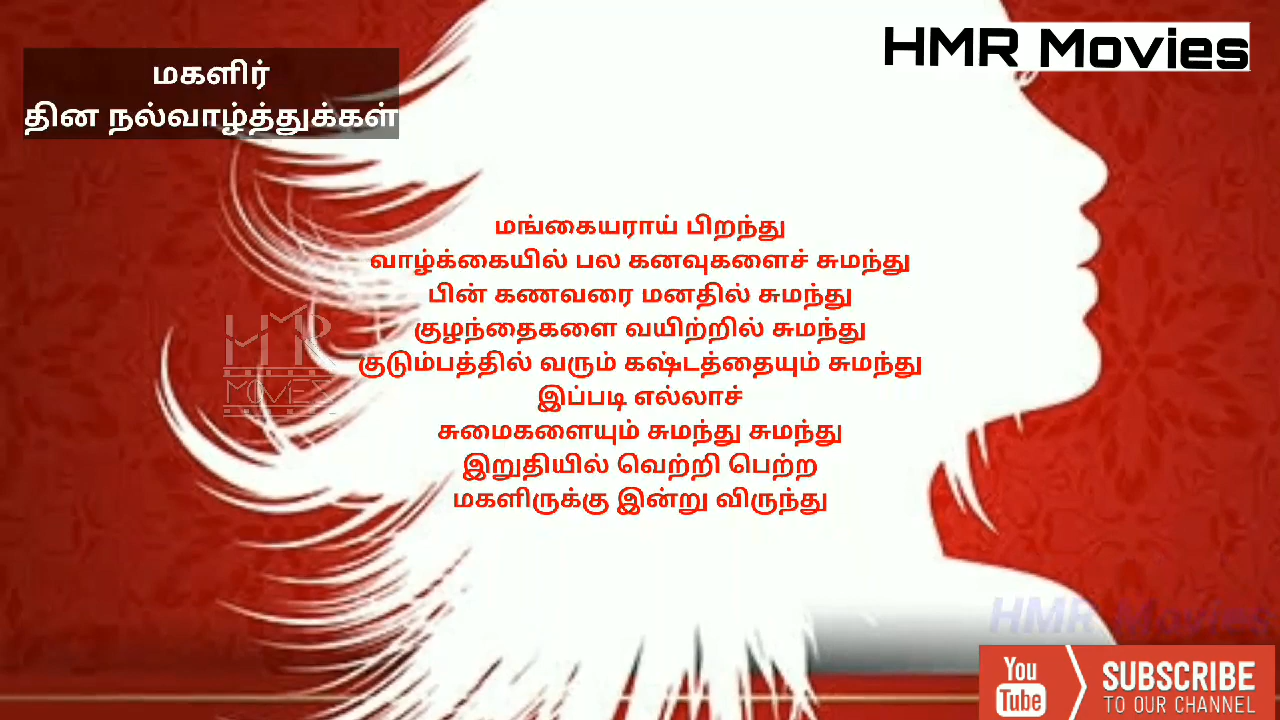 HMR Movies
மகளிர்
தின நல்வாழ்த்துக்கள்
மங்கையராய் பிறந்து
வாழ்க்கையில் பல கனவுகளைச் சுமந்து
பின் கணவரை மனதில் சுமந்து
குழந்தைகளை வயிற்றில் சுமந்து
குடும்பத்தில் வரும் கஷ்டத்தையும் சுமந்து
இப்படி எல்லாச்
சுமைகளையும் சுமந்து சுமந்து
இறுதியில் வெற்றி பெற்ற
மகளிருக்கு இன்று விருந்து
HMR
MOVIES
HMR Movies
You
Tube
SUBSCRIBE
TO OUR CHANNEL